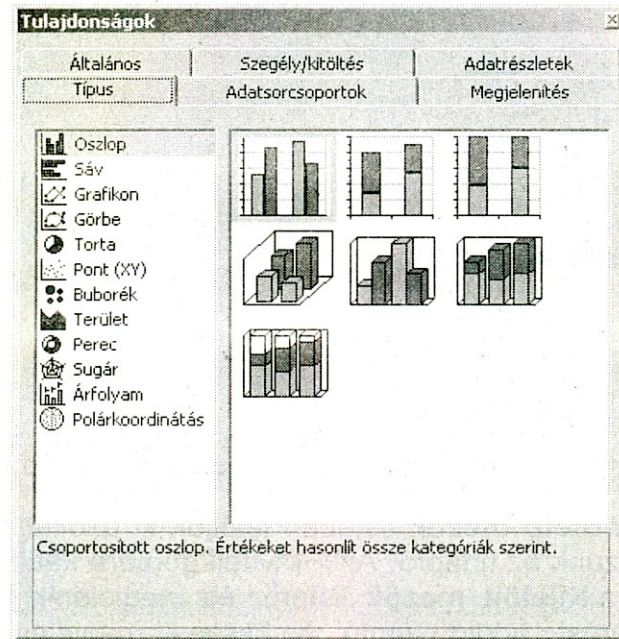 Tulajdonságok
Általános
Szegély/kitöltés
Adatrészletek
Típus
Adatsorcsoportok
Megjelenítés
Oszlop
Sáv
Grafikon
Görbe
Torta
Pont (XY)
Buborék
Terület
Perec
Sugár
Árfolyam
Polárkoordinátás
Csoportosított oszlop. Értékeket hasonlít össze kategóriák szerint.